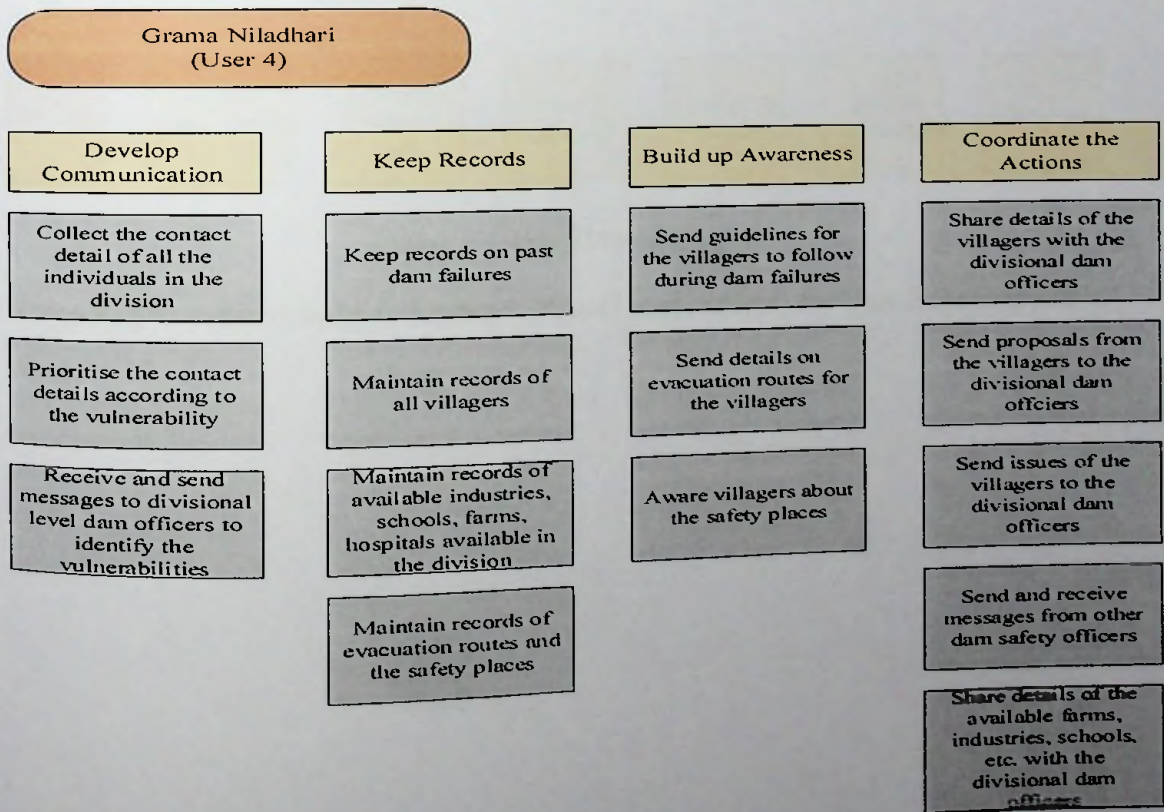 Grama Niladhari
(User 4)
Develop
Communication
Collect the contact
detail of all the
individuals in the
division
Prioritise the contact
details according to
the vulnerability
Receive and send
messages to divisional
level dam officers to
identify the
vulnerabilities
Keep Records
Keep records on past
dam failures
Maintain records of
all villagers
Maintain records of
available industries,
schools, farms,
hospitals available in
the division
Maintain records of
evacuation routes and
the safety places
Build up Awareness
Send guidelines for
the villagers to follow
during dam failures
Send details on
evacuation routes for
the villagers
Aware villagers about
the safety places
Coordinate the
Actions
Share details of the
villagers with the
divisional dam
officers
Send proposals from
the villagers to the
divisional dam
offciers
Send issues of the
villagers to the
divisional dam
officers
Send and receive
messages from other
dam safety officers
Share details of the
available farms,
industries, schools,
etc. with the
divisional dam
officers